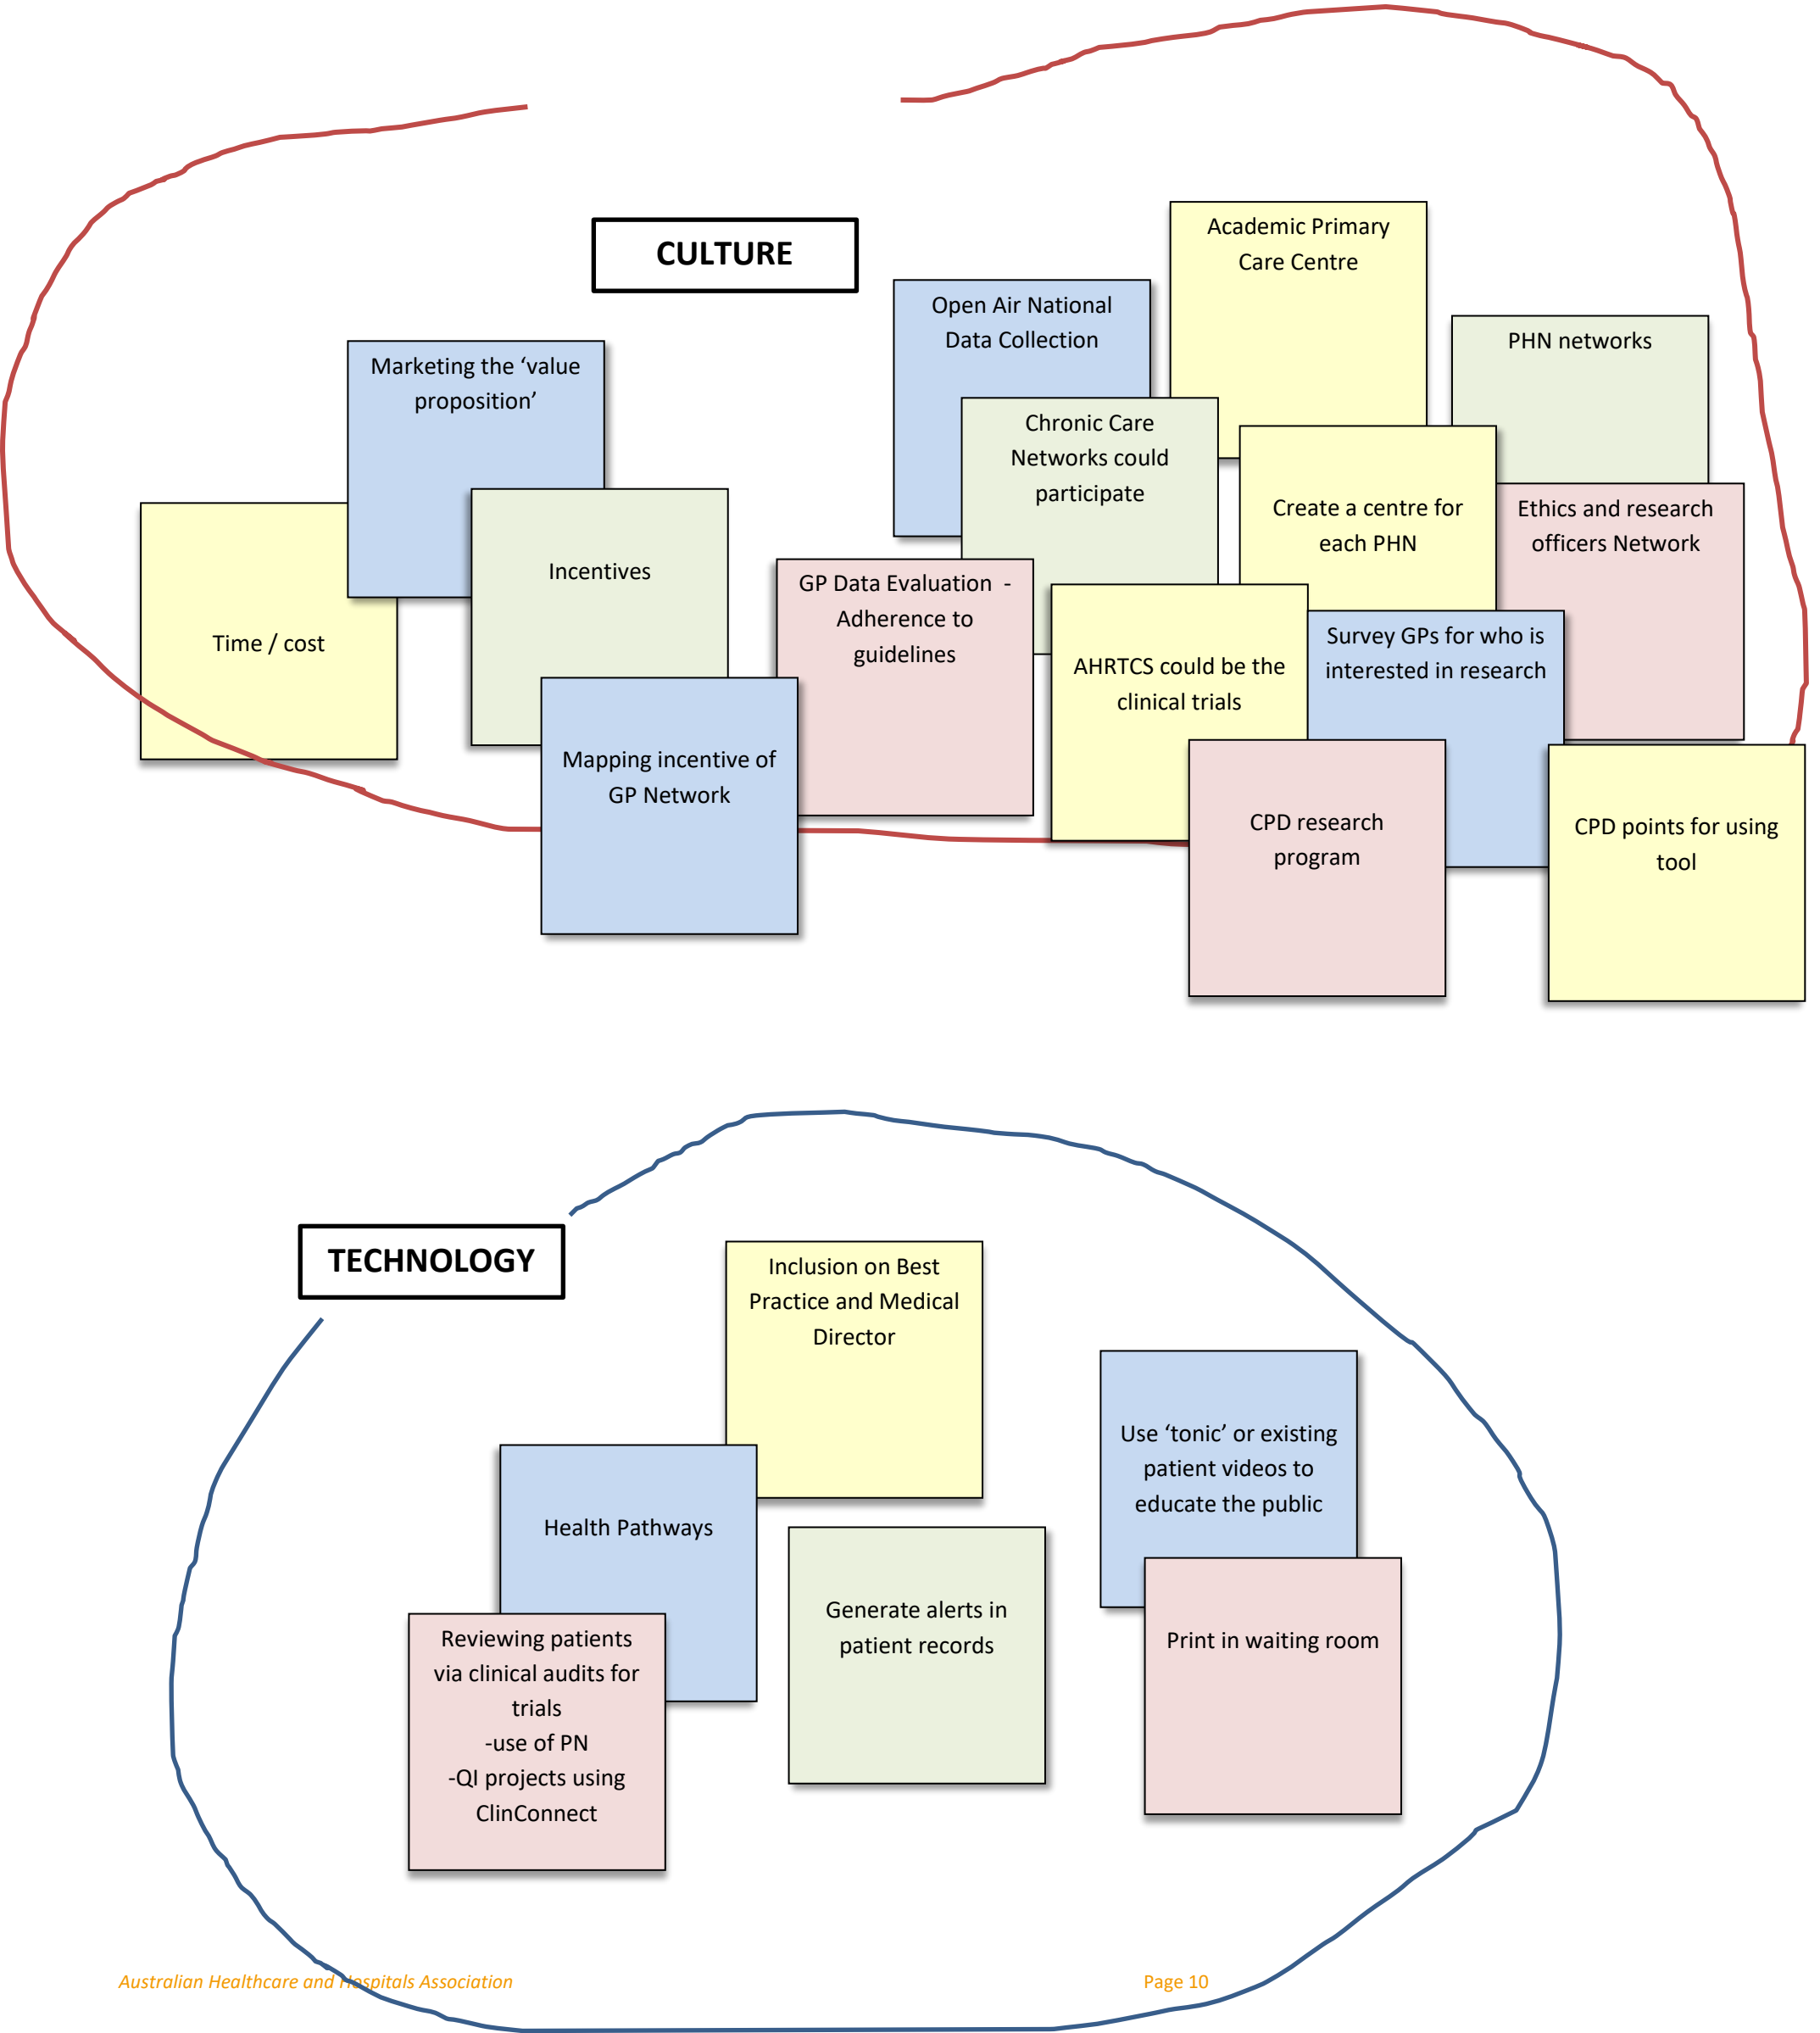 CULTURE
Academic Primary
Care Centre
Open Air National
Data Collection
PHN networks
Marketing the ‘value
proposition’
Chronic Care
Networks could
participate
Create a centre for
each PHN
Ethics and research
officers Network
Incentives
GP Data Evaluation -
Adherence to
guidelines
Time / cost
Survey GPs for who is
interested in research
AHRTCS could be the
clinical trials
Mapping incentive of
GP Network
CPD research
program
CPD points for using
tool
TECHNOLOGY
Inclusion on Best
Practice and Medical
Director
Use ‘tonic’ or existing
patient videos to
educate the public
Health Pathways
Generate alerts in
patient records
Print in waiting room
Reviewing patients
via clinical audits for
trials
-use of PN
-QI projects using
ClinConnect
Australian Healthcare and Hospitals Association
Page 10